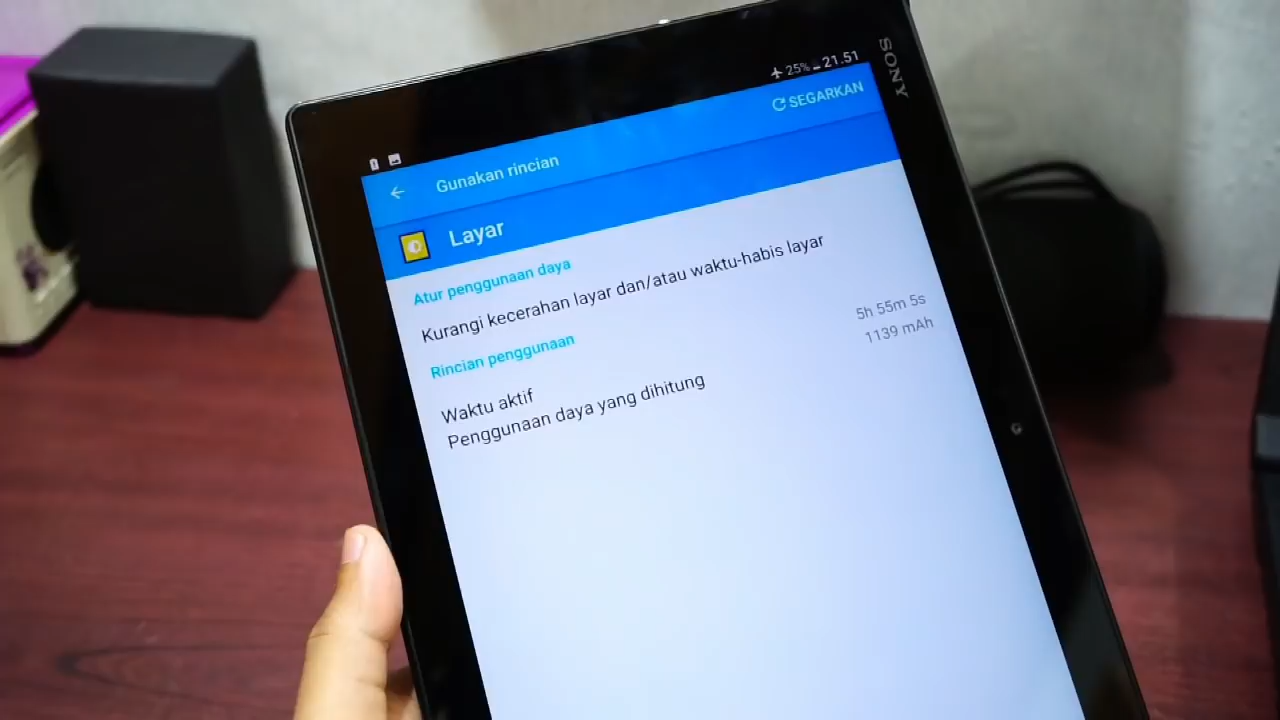 25% 21.51
SONY
Gunakan rincian
SEGARKAN
Layar
Atur penggunaan daya
Kurangi kecerahan layar dan/atau waktu-habis layar
Rincian penggunaan
Waktu aktif 5h 55m 5s
Penggunaan daya yang dihitung 1139 mAh